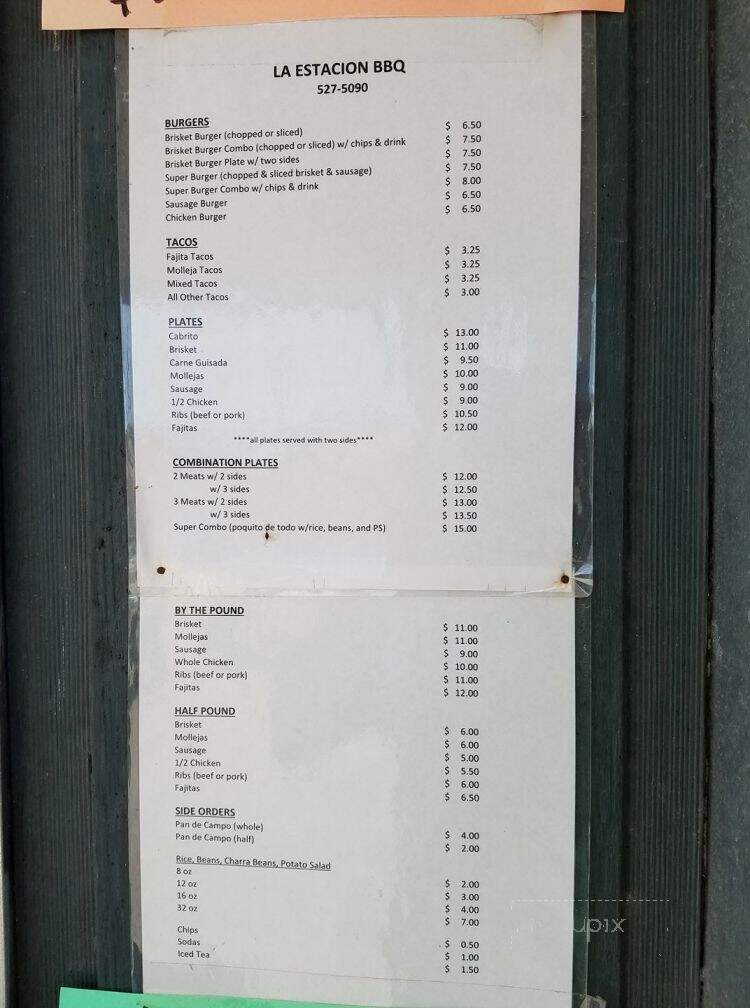 LA ESTACION BBQ
527-5090
BURGERS
Brisket Burger (chopped or sliced) $ 6.50
Brisket Burger Combo (chopped or sliced) w/ chips & drink $ 7.50
Brisket Burger Plate w/ two sides $ 7.50
Super Burger (chopped & sliced brisket & sausage) $ 7.50
Super Burger Combo w/ chips & drink $ 8.00
Sausage Burger $ 6.50
Chicken Burger $ 6.50
TACOS
Fajita Tacos $ 3.25
Molleja Tacos $ 3.25
Mixed Tacos $ 3.25
All Other Tacos $ 3.00
PLATES
Cabrito $ 13.00
Brisket $ 11.00
Carne Guisada $ 9.50
Mollejas $ 10.00
Sausage $ 9.00
1/2 Chicken $ 9.00
Ribs (beef or pork) $ 10.50
Fajitas $ 12.00
****all plates served with two sides****
COMBINATION PLATES
2 Meats w/ 2 sides $ 12.00
w/ 3 sides $ 12.50
3 Meats w/ 2 sides $ 13.00
w/ 3 sides $ 13.50
Super Combo (poquito de todo w/rice, beans, and PS) $ 15.00
BY THE POUND
Brisket $ 11.00
Mollejas $ 11.00
Sausage $ 9.00
Whole Chicken $ 10.00
Ribs (beef or pork) $ 11.00
Fajitas $ 12.00
HALF POUND
Brisket $ 6.00
Mollejas $ 6.00
Sausage $ 5.00
1/2 Chicken $ 5.50
Ribs (beef or pork) $ 6.00
Fajitas $ 6.50
SIDE ORDERS
Pan de Campo (whole) $ 4.00
Pan de Campo (half) $ 2.00
Rice, Beans, Charra Beans, Potato Salad
8 oz $ 2.00
12 oz $ 3.00
16 oz $ 4.00
32 oz $ 7.00
Chips $ 0.50
Sodas $ 1.00
Iced Tea $ 1.50